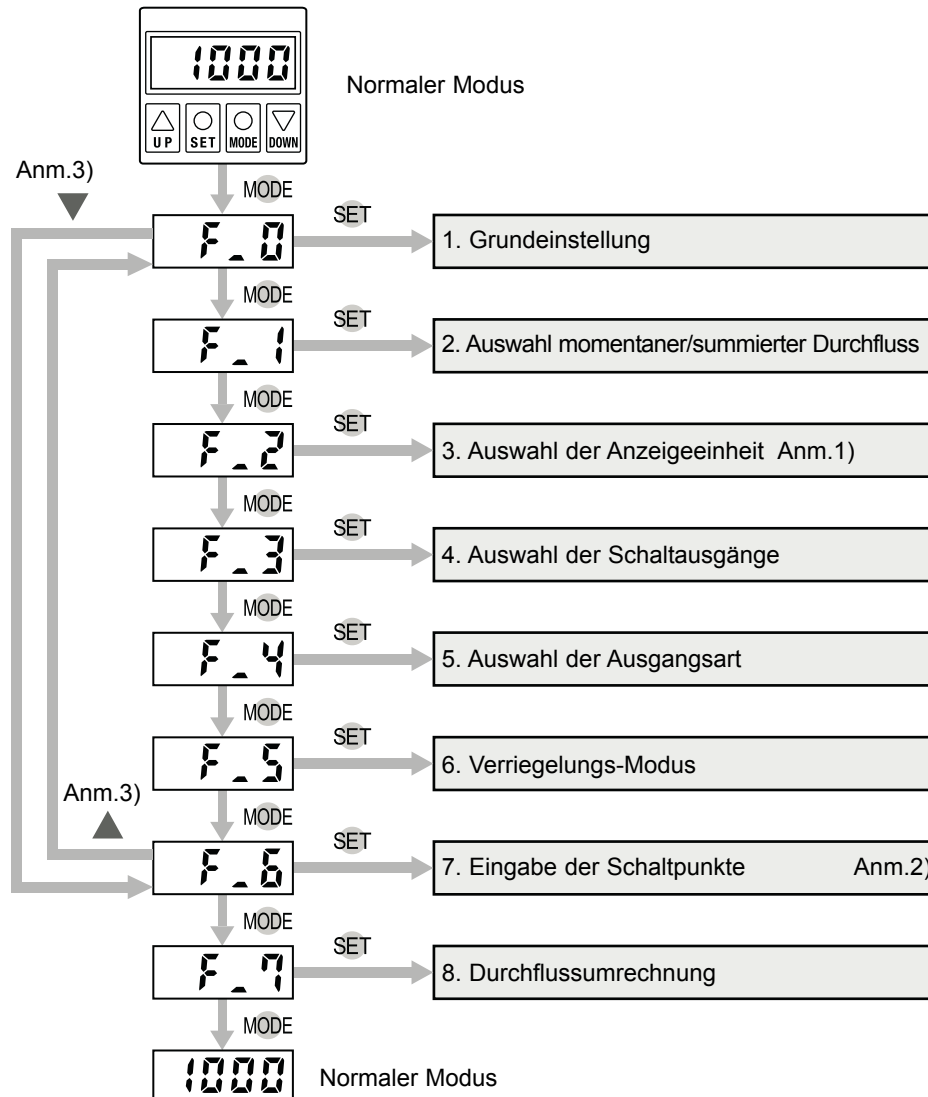 1000
Normaler Modus
UP SET MODE DOWN
Anm.3)
MODE
F_0 SET 1. Grundeinstellung
MODE
F_1 SET 2. Auswahl momentaner/summierter Durchfluss
MODE
F_2 SET 3. Auswahl der Anzeigeeinheit Anm.1)
MODE
F_3 SET 4. Auswahl der Schaltausgänge
MODE
F_4 SET 5. Auswahl der Ausgangsart
MODE
F_5 SET 6. Verriegelungs-Modus
Anm.3)
MODE
F_6 SET 7. Eingabe der Schaltpunkte Anm.2)
MODE
F_7 SET 8. Durchflussumrechnung
MODE
1000 Normaler Modus